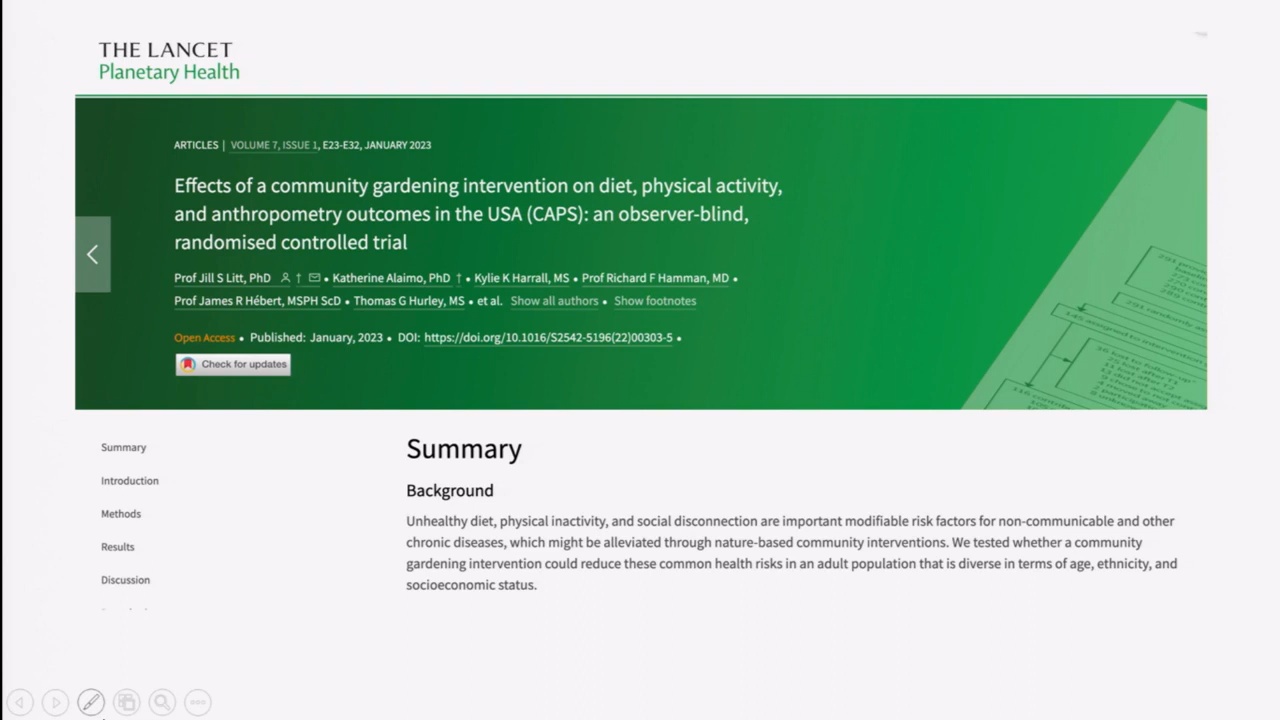 THE LANCET
Planetary Health
ARTICLES | VOLUME 7, ISSUE 1, E23-E32, JANUARY 2023
Effects of a community gardening intervention on diet, physical activity,
and anthropometry outcomes in the USA (CAPS): an observer-blind,
randomised controlled trial
Prof Jill S Litt, PhD † • Katherine Alaimo, PhD † • Kylie K Harrall, MS • Prof Richard F Hamman, MD •
Prof James R Hébert, MSPH ScD • Thomas G Hurley, MS • et al. Show all authors • Show footnotes
Open Access • Published: January, 2023 • DOI: https://doi.org/10.1016/S2542-5196(22)00303-5 •
Check for updates
Summary
Introduction
Methods
Results
Discussion
Summary
Background
Unhealthy diet, physical inactivity, and social disconnection are important modifiable risk factors for non-communicable and other
chronic diseases, which might be alleviated through nature-based community interventions. We tested whether a community
gardening intervention could reduce these common health risks in an adult population that is diverse in terms of age, ethnicity, and
socioeconomic status.